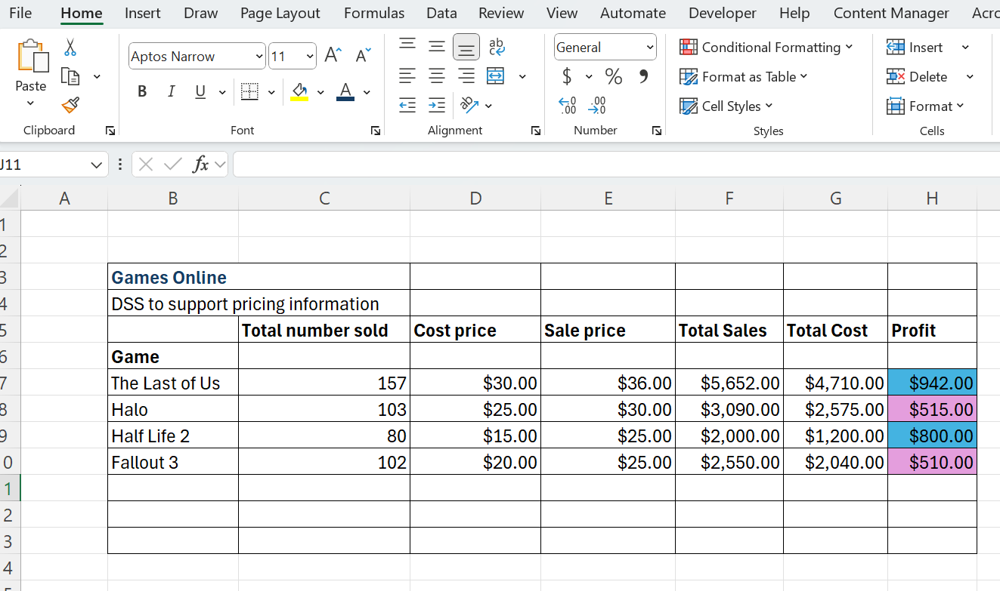 File Home Insert Draw Page Layout Formulas Data Review View Automate Developer Help Content Manager Acro
Aptos Narrow 11 A A ab c General Conditional Formatting Insert
Paste $ % , Format as Table Delete
B I U A .00 .00 Cell Styles Format
Clipboard Font Alignment Number Styles Cells
J11 fx
A B C D E F G H
1
2
3 Games Online
4 DSS to support pricing information
5 Total number sold Cost price Sale price Total Sales Total Cost Profit
6 Game
7 The Last of Us 157 $30.00 $36.00 $5,652.00 $4,710.00 $942.00
8 Halo 103 $25.00 $30.00 $3,090.00 $2,575.00 $515.00
9 Half Life 2 80 $15.00 $25.00 $2,000.00 $1,200.00 $800.00
0 Fallout 3 102 $20.00 $25.00 $2,550.00 $2,040.00 $510.00
1
2
3
4